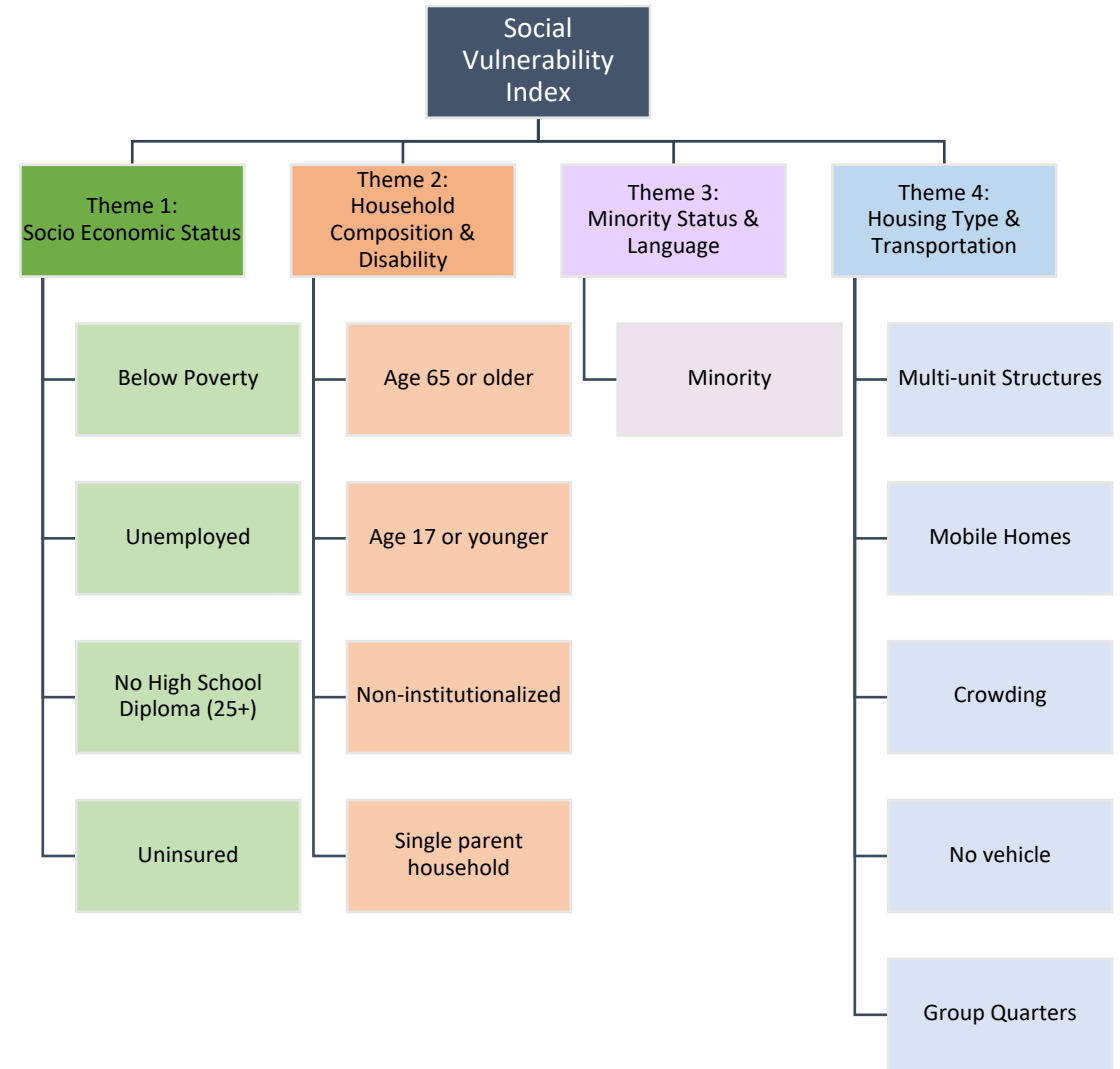 Social
Vulnerability
Index
Theme 1:
Socio Economic Status
Theme 2:
Household
Composition &
Disability
Theme 3:
Minority Status &
Language
Theme 4:
Housing Type &
Transportation
Below Poverty
Unemployed
No High School
Diploma (25+)
Uninsured
Age 65 or older
Age 17 or younger
Non-institutionalized
Single parent
household
Minority
Multi-unit Structures
Mobile Homes
Crowding
No vehicle
Group Quarters